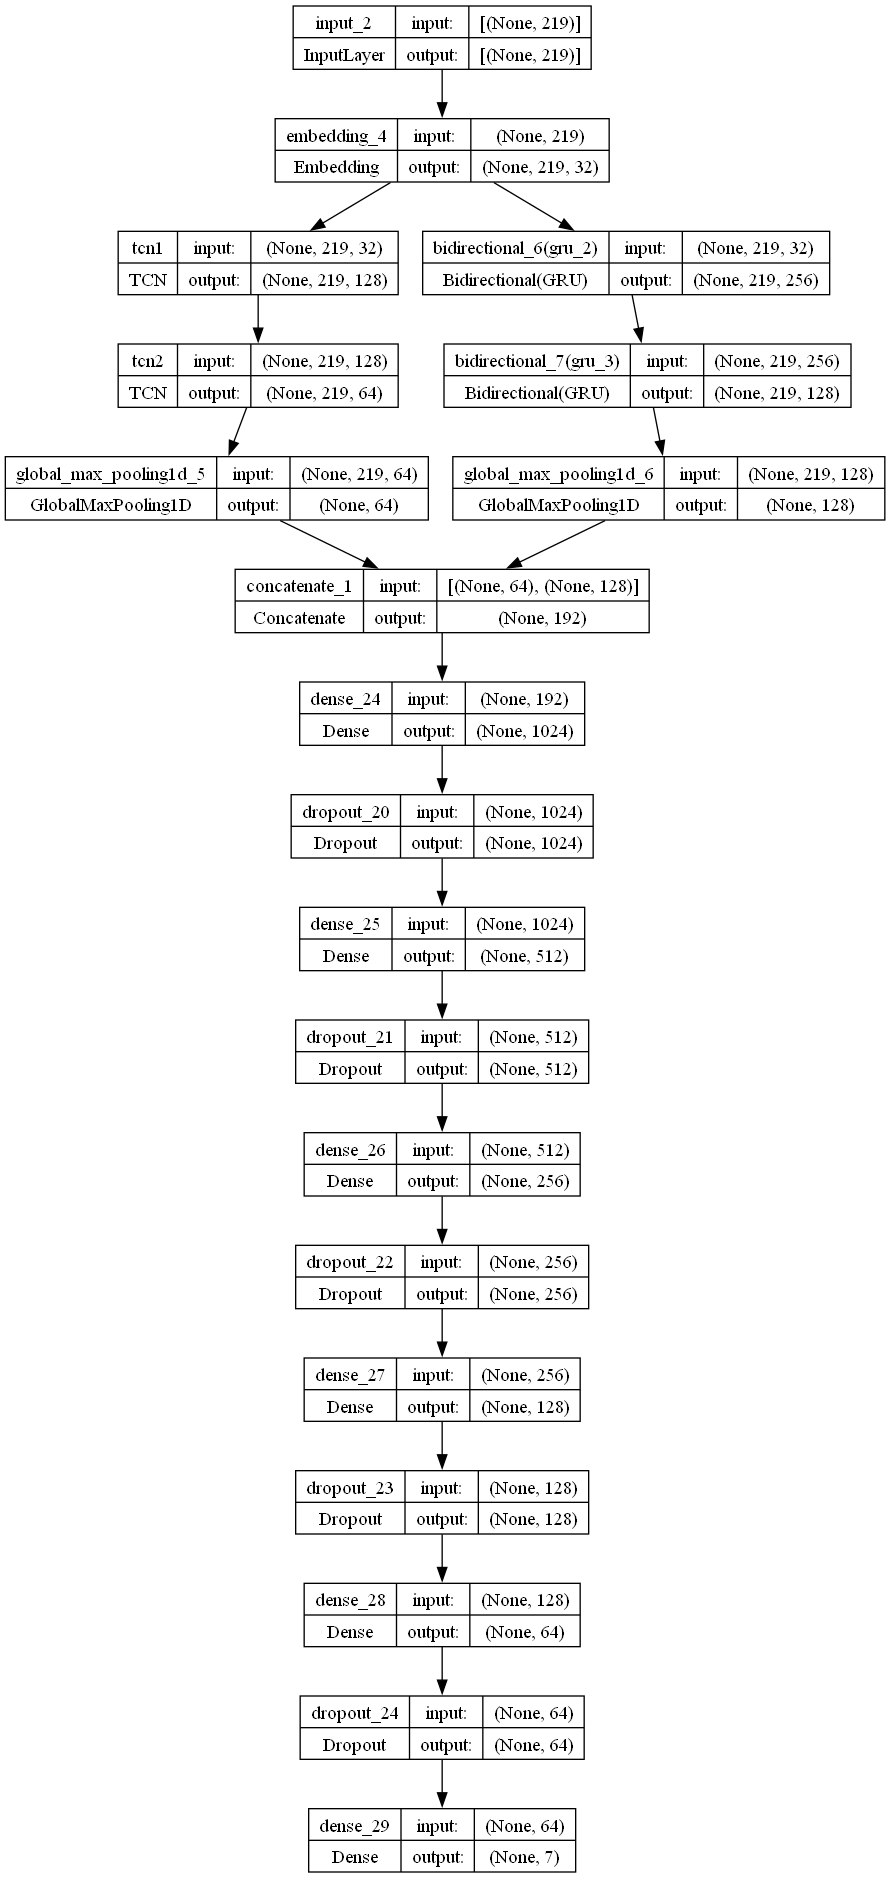 input_2 input: [(None, 219)]
InputLayer output: [(None, 219)]
embedding_4 input: (None, 219)
Embedding output: (None, 219, 32)
tcn1 input: (None, 219, 32)
TCN output: (None, 219, 128)
bidirectional_6(gru_2) input: (None, 219, 32)
Bidirectional(GRU) output: (None, 219, 256)
tcn2 input: (None, 219, 128)
TCN output: (None, 219, 64)
bidirectional_7(gru_3) input: (None, 219, 256)
Bidirectional(GRU) output: (None, 219, 128)
global_max_pooling1d_5 input: (None, 219, 64)
GlobalMaxPooling1D output: (None, 64)
global_max_pooling1d_6 input: (None, 219, 128)
GlobalMaxPooling1D output: (None, 128)
concatenate_1 input: [(None, 64), (None, 128)]
Concatenate output: (None, 192)
dense_24 input: (None, 192)
Dense output: (None, 1024)
dropout_20 input: (None, 1024)
Dropout output: (None, 1024)
dense_25 input: (None, 1024)
Dense output: (None, 512)
dropout_21 input: (None, 512)
Dropout output: (None, 512)
dense_26 input: (None, 512)
Dense output: (None, 256)
dropout_22 input: (None, 256)
Dropout output: (None, 256)
dense_27 input: (None, 256)
Dense output: (None, 128)
dropout_23 input: (None, 128)
Dropout output: (None, 128)
dense_28 input: (None, 128)
Dense output: (None, 64)
dropout_24 input: (None, 64)
Dropout output: (None, 64)
dense_29 input: (None, 64)
Dense output: (None, 7)